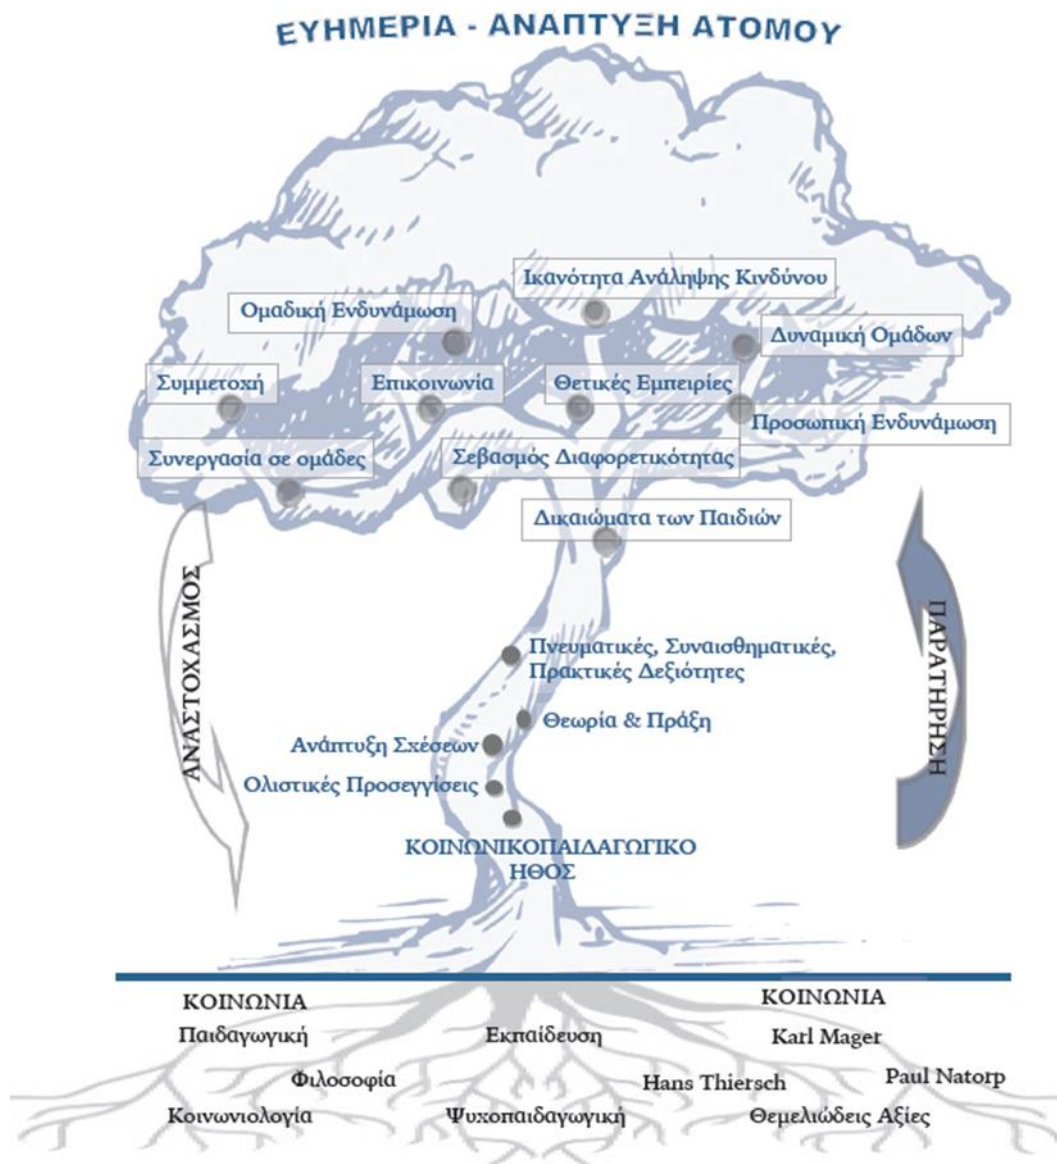 ΕΥΗΜΕΡΙΑ - ΑΝΑΠΤΥΞΗ ΑΤΟΜΟΥ
Ικανότητα Ανάληψης Κινδύνου
Ομαδική Ενδυνάμωση
Δυναμική Ομάδων
Συμμετοχή
Επικοινωνία
Θετικές Εμπειρίες
Προσωπική Ενδυνάμωση
Συνεργασία σε ομάδες
Σεβασμός Διαφορετικότητας
Δικαιώματα των Παιδιών
ΑΝΑΣΤΟΧΑΣΜΟΣ
ΠΑΡΑΤΗΡΗΣΗ
Πνευματικές, Συναισθηματικές,
Πρακτικές Δεξιότητες
Θεωρία & Πράξη
Ανάπτυξη Σχέσεων
Ολιστικές Προσεγγίσεις
ΚΟΙΝΩΝΙΚΟΠΑΙΔΑΓΩΓΙΚΟ
ΗΘΟΣ
ΚΟΙΝΩΝΙΑ
ΚΟΙΝΩΝΙΑ
Παιδαγωγική
Εκπαίδευση
Karl Mager
Φιλοσοφία
Hans Thiersch
Paul Natorp
Κοινωνιολογία
Ψυχοπαιδαγωγική
Θεμελιώδεις Αξίες